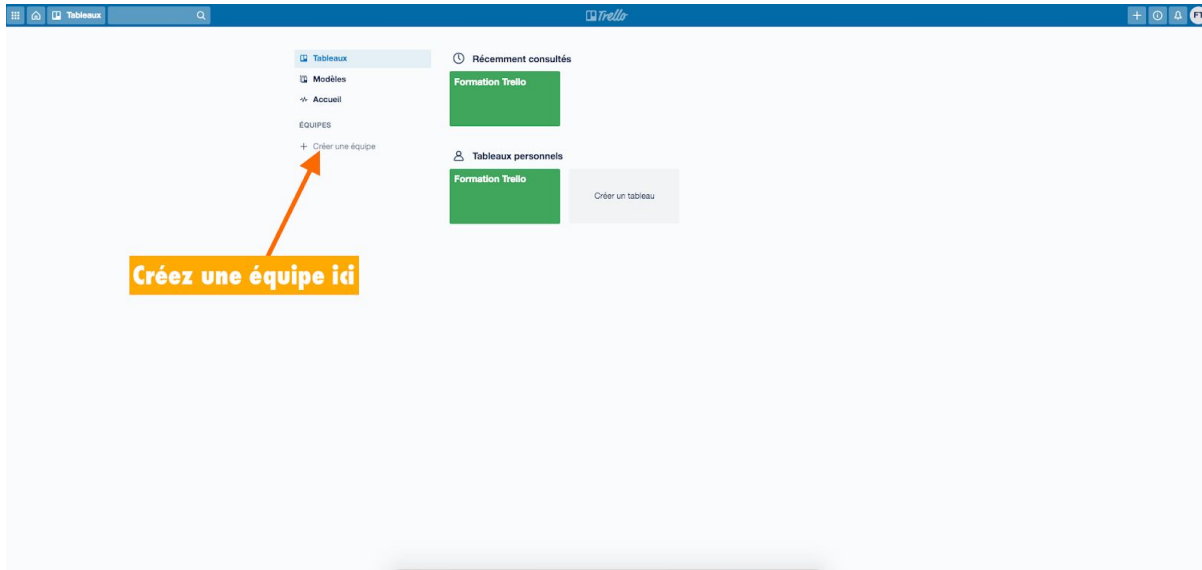 Tableaux
Trello
FT
Tableaux
Modèles
Accueil
ÉQUIPES
Créer une équipe
Récemment consultés
Formation Trello
Tableaux personnels
Formation Trello
Créer un tableau
Créez une équipe ici